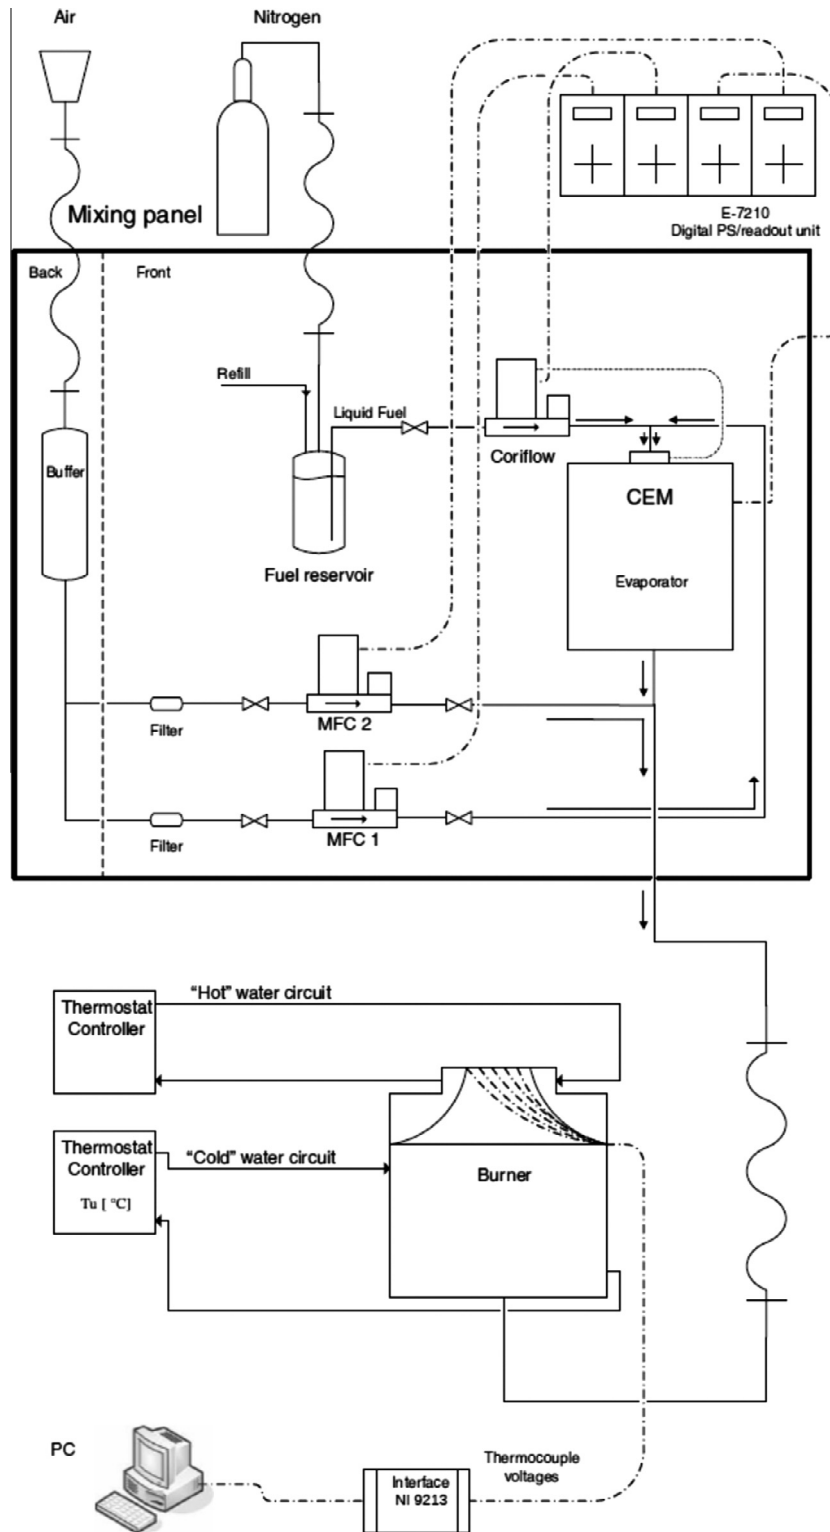 Air
Nitrogen
E-7210
Digital PS/readout unit
Mixing panel
Back
Front
Refill
Liquid Fuel
Buffer
Coriflow
CEM
Fuel reservoir
Evaporator
Filter
MFC 2
Filter
MFC 1
"Hot" water circuit
Thermostat
Controller
Thermostat
Controller
"Cold" water circuit
Tu [ °C]
Burner
PC
Thermocouple
voltages
Interface
NI 9213